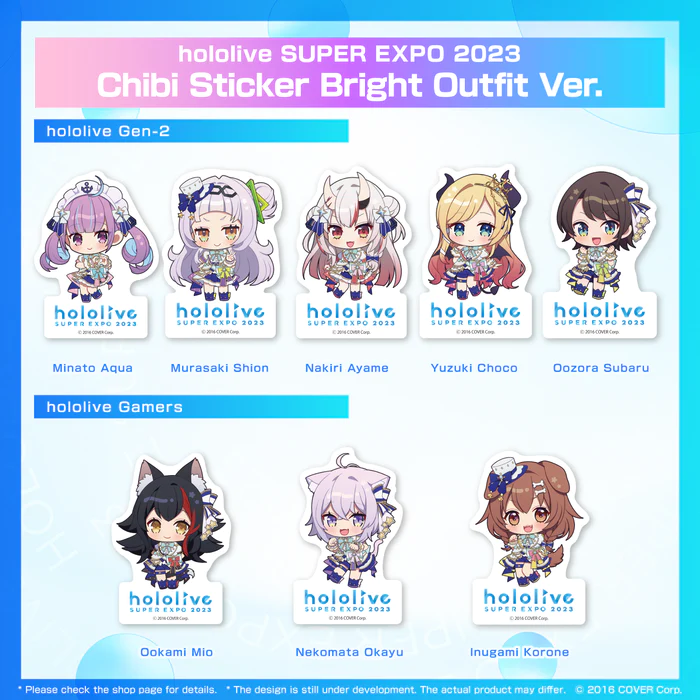 hololive SUPER EXPO 2023
Chibi Sticker Bright Outfit Ver.
hololive Gen-2
hololive hololive hololive hololive hololive
SUPER EXPO 2023 SUPER EXPO 2023 SUPER EXPO 2023 SUPER EXPO 2023 SUPER EXPO 2023
© 2016 COVER Corp. © 2016 COVER Corp. © 2016 COVER Corp. © 2016 COVER Corp. © 2016 COVER Corp.
Minato Aqua Murasaki Shion Nakiri Ayame Yuzuki Choco Oozora Subaru
hololive Gamers
hololive hololive hololive
SUPER EXPO 2023 SUPER EXPO 2023 SUPER EXPO 2023
© 2016 COVER Corp. © 2016 COVER Corp. © 2016 COVER Corp.
Ookami Mio Nekomata Okayu Inugami Korone
* Please check the shop page for details. * The design is still under development. The actual product may differ. © 2016 COVER Corp.